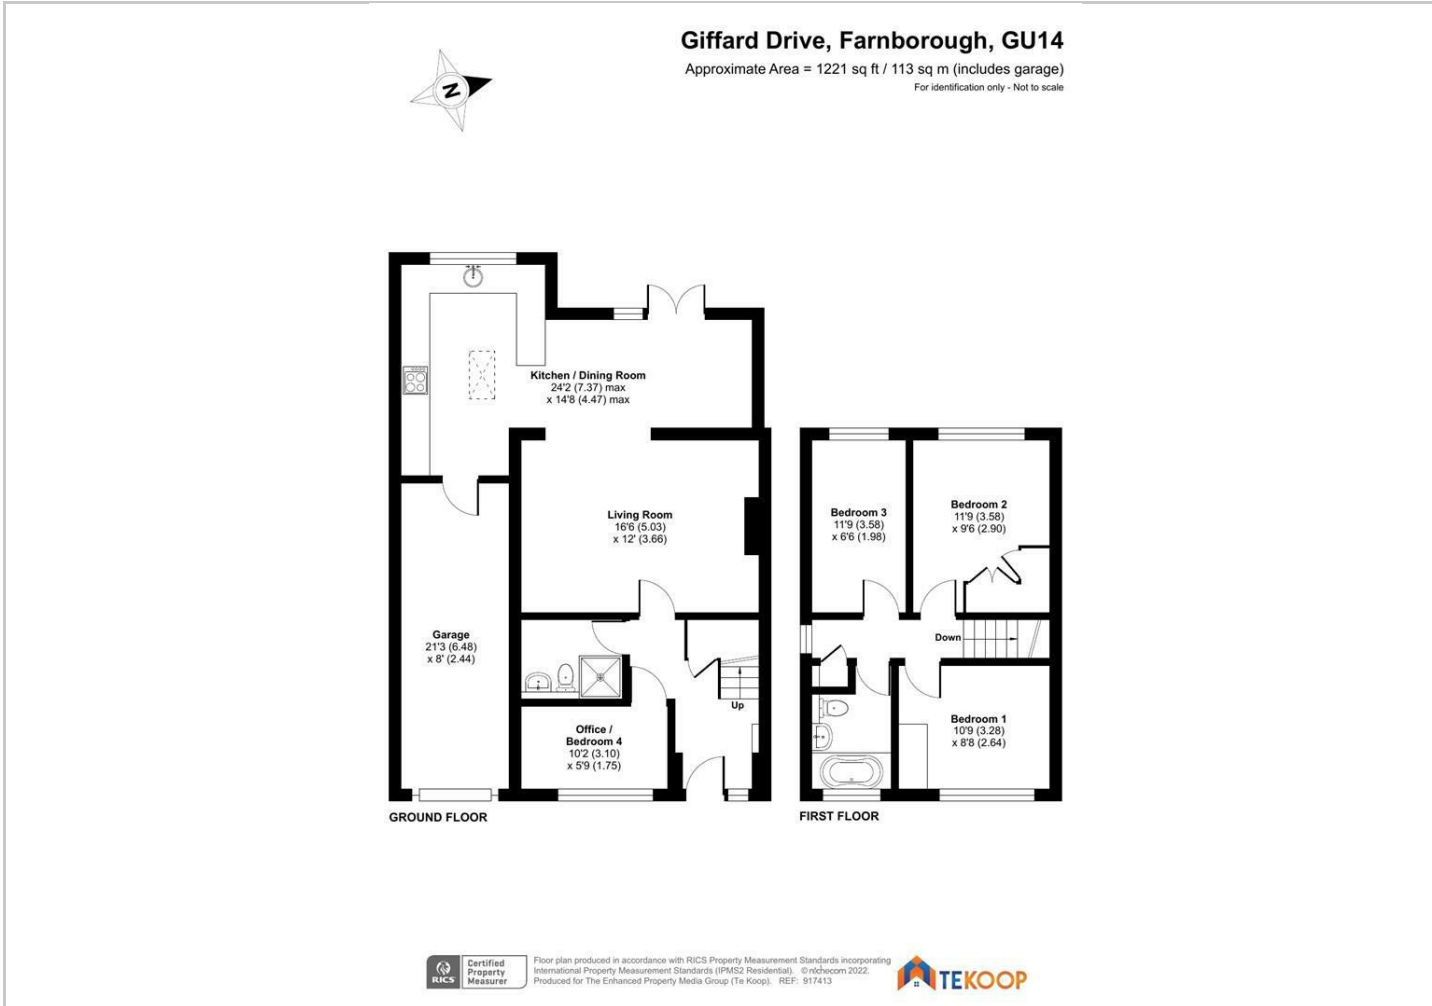 Giffard Drive, Farnborough, GU14
Approximate Area = 1221 sq ft / 113 sq m (includes garage)
For identification only - Not to scale
N
Kitchen / Dining Room
24'2 (7.37) max
x 14'8 (4.47) max
Living Room
16'6 (5.03)
x 12' (3.66)
Garage
21'3 (6.48)
x 8' (2.44)
Up
Office /
Bedroom 4
10'2 (3.10)
x 5'9 (1.75)
GROUND FLOOR
Bedroom 3
11'9 (3.58)
x 6'6 (1.98)
Bedroom 2
11'9 (3.58)
x 9'6 (2.90)
Down
Bedroom 1
10'9 (3.28)
x 8'8 (2.64)
FIRST FLOOR
RICS
Certified
Property
Measurer
Floor plan produced in accordance with RICS Property Measurement Standards incorporating
International Property Measurement Standards (IPMS2 Residential). © nichecom 2022.
Produced for The Enhanced Property Media Group (Te Koop). REF: 917413
TEKOOP